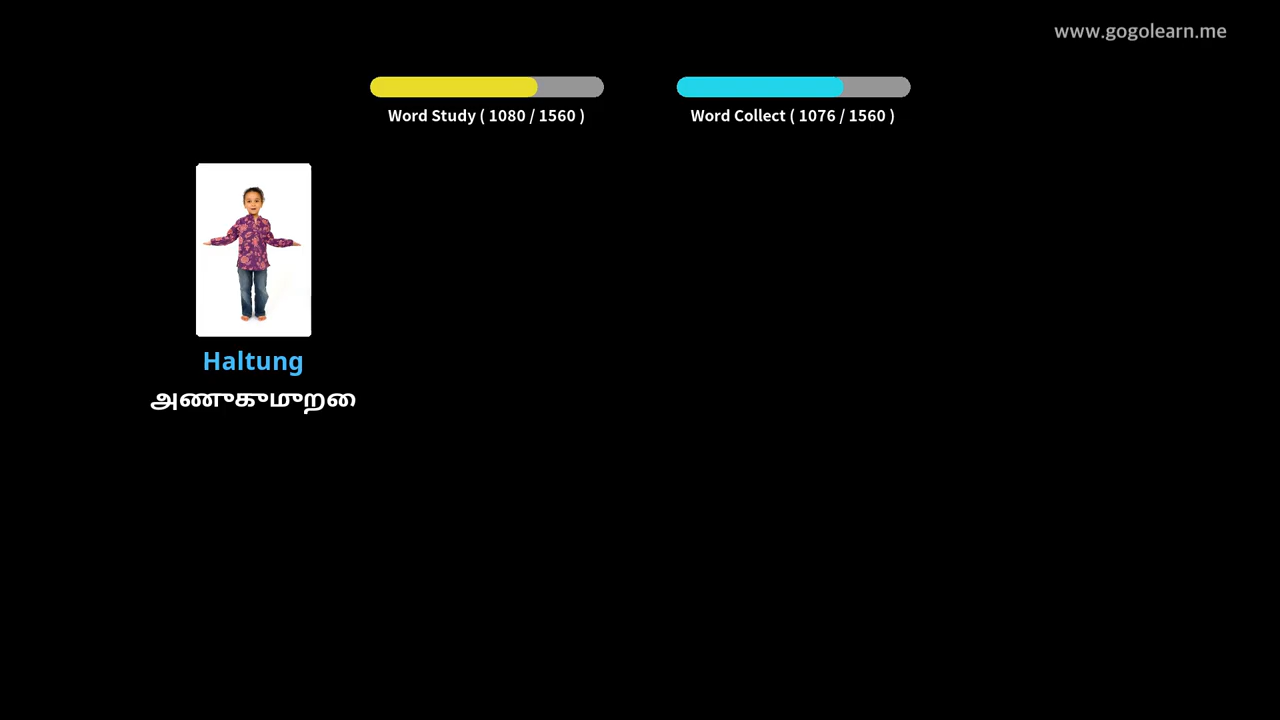 www.gogolearn.me
Word Study ( 1080 / 1560 )
Word Collect ( 1076 / 1560 )
Haltung
அணுகுமுறை